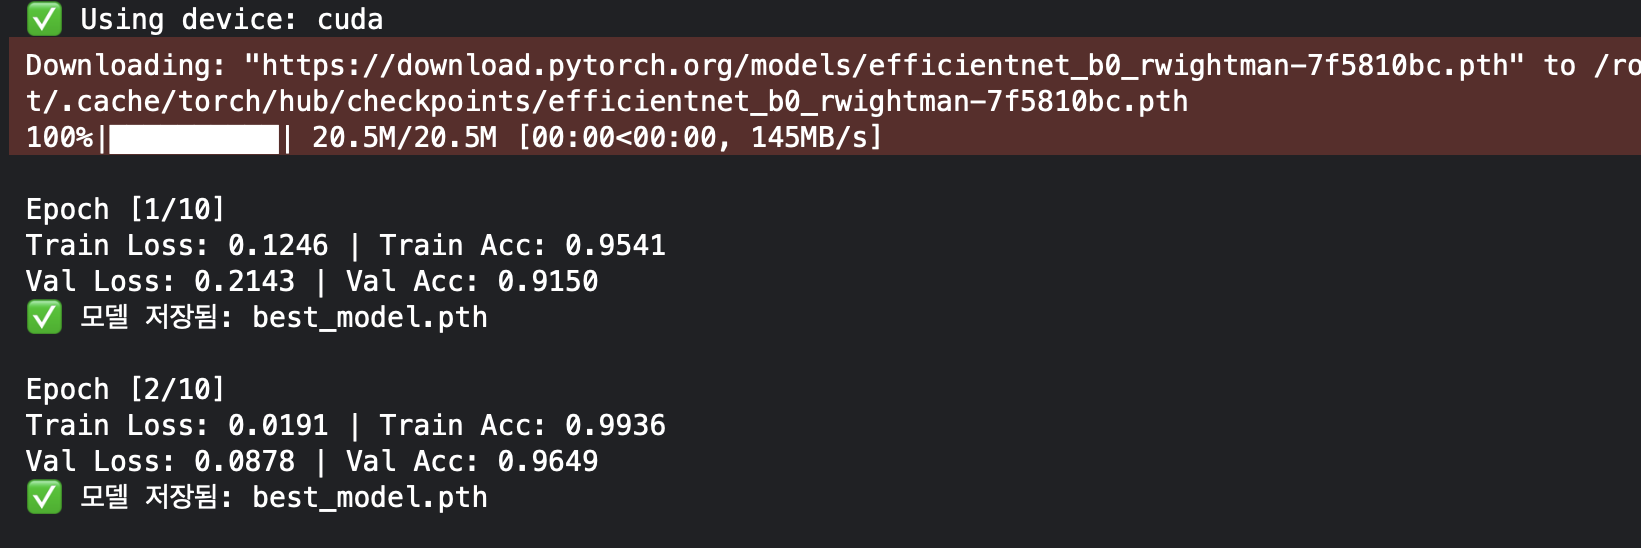 ✅ Using device: cuda
Downloading: "https://download.pytorch.org/models/efficientnet_b0_rwightman-7f5810bc.pth" to /ro
t/.cache/torch/hub/checkpoints/efficientnet_b0_rwightman-7f5810bc.pth
100%|██████████| 20.5M/20.5M [00:00<00:00, 145MB/s]
Epoch [1/10]
Train Loss: 0.1246 | Train Acc: 0.9541
Val Loss: 0.2143 | Val Acc: 0.9150
✅ 모델 저장됨: best_model.pth
Epoch [2/10]
Train Loss: 0.0191 | Train Acc: 0.9936
Val Loss: 0.0878 | Val Acc: 0.9649
✅ 모델 저장됨: best_model.pth